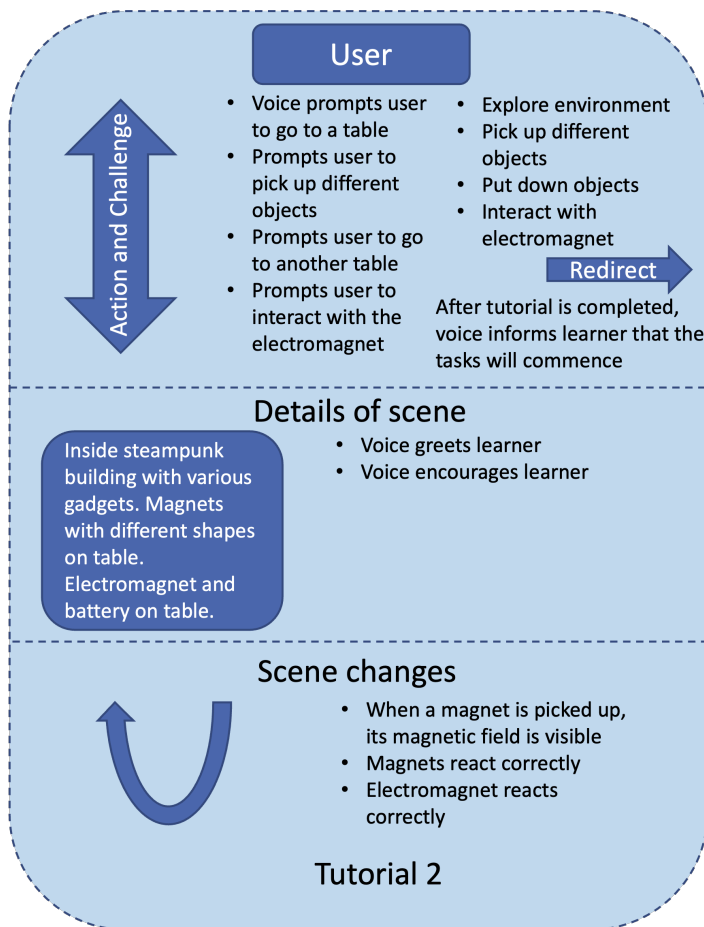 User
Action and Challenge
• Voice prompts user
to go to a table
• Prompts user to
pick up different
objects
• Prompts user to go
to another table
• Prompts user to
interact with the
electromagnet
• Explore environment
• Pick up different
objects
• Put down objects
• Interact with
electromagnet
Redirect
After tutorial is completed,
voice informs learner that the
tasks will commence
Details of scene
Inside steampunk
building with various
gadgets. Magnets
with different shapes
on table.
Electromagnet and
battery on table.
• Voice greets learner
• Voice encourages learner
Scene changes
• When a magnet is picked up,
its magnetic field is visible
• Magnets react correctly
• Electromagnet reacts
correctly
Tutorial 2